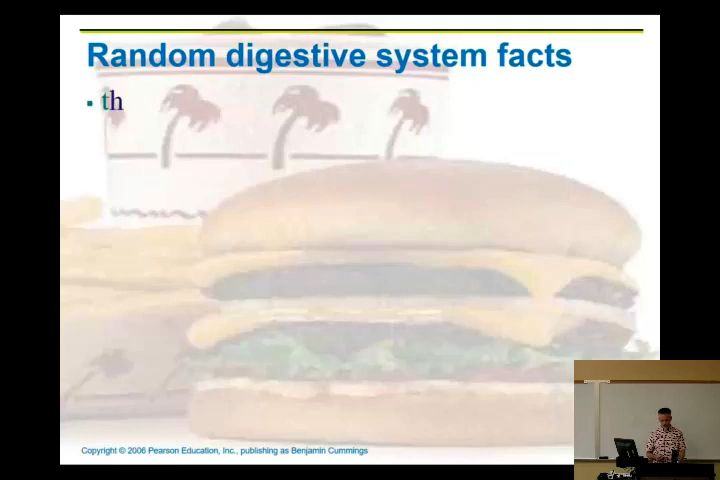 Random digestive system facts
▪ th
Copyright © 2006 Pearson Education, Inc., publishing as Benjamin Cummings